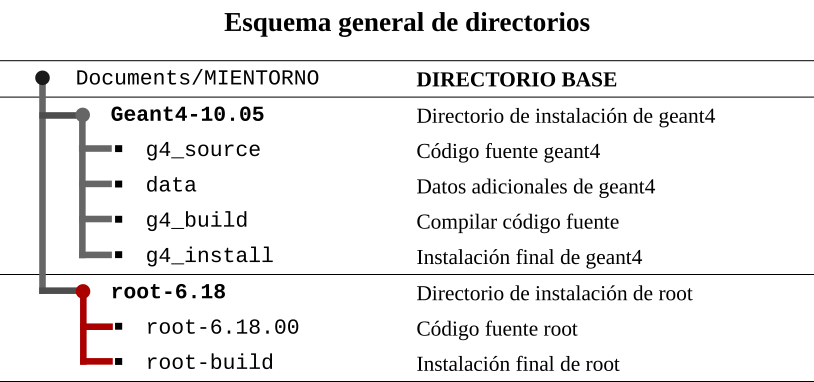 Esquema general de directorios
Documents/MIENTORNO DIRECTORIO BASE
Geant4-10.05 Directorio de instalación de geant4
g4_source Código fuente geant4
data Datos adicionales de geant4
g4_build Compilar código fuente
g4_install Instalación final de geant4
root-6.18 Directorio de instalación de root
root-6.18.00 Código fuente root
root-build Instalación final de root